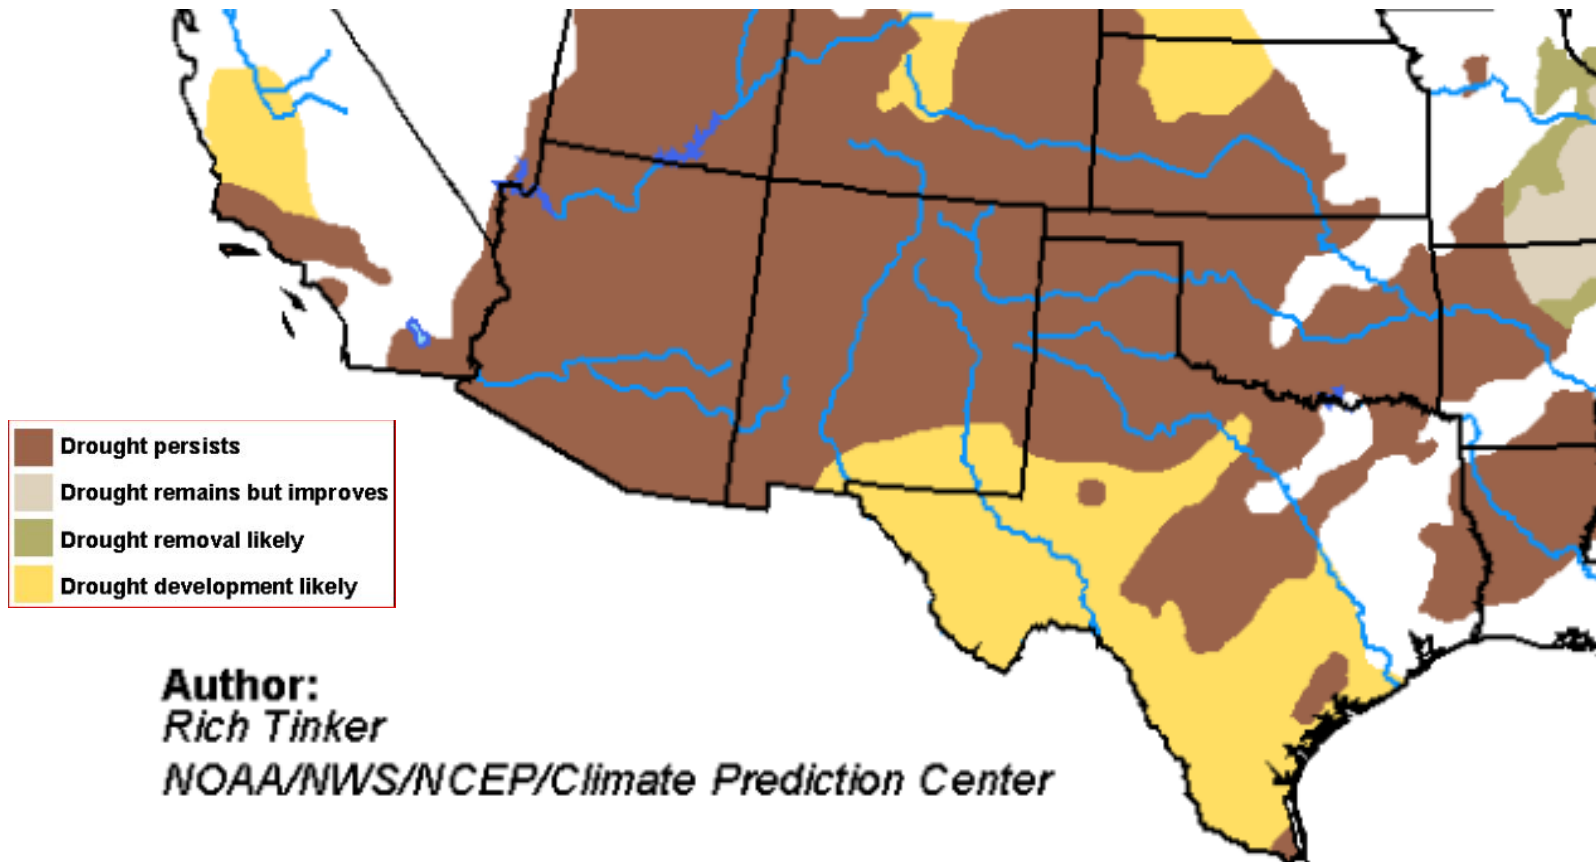 Drought persists
Drought remains but improves
Drought removal likely
Drought development likely
Author:
Rich Tinker
NOAA/NWS/NCEP/Climate Prediction Center